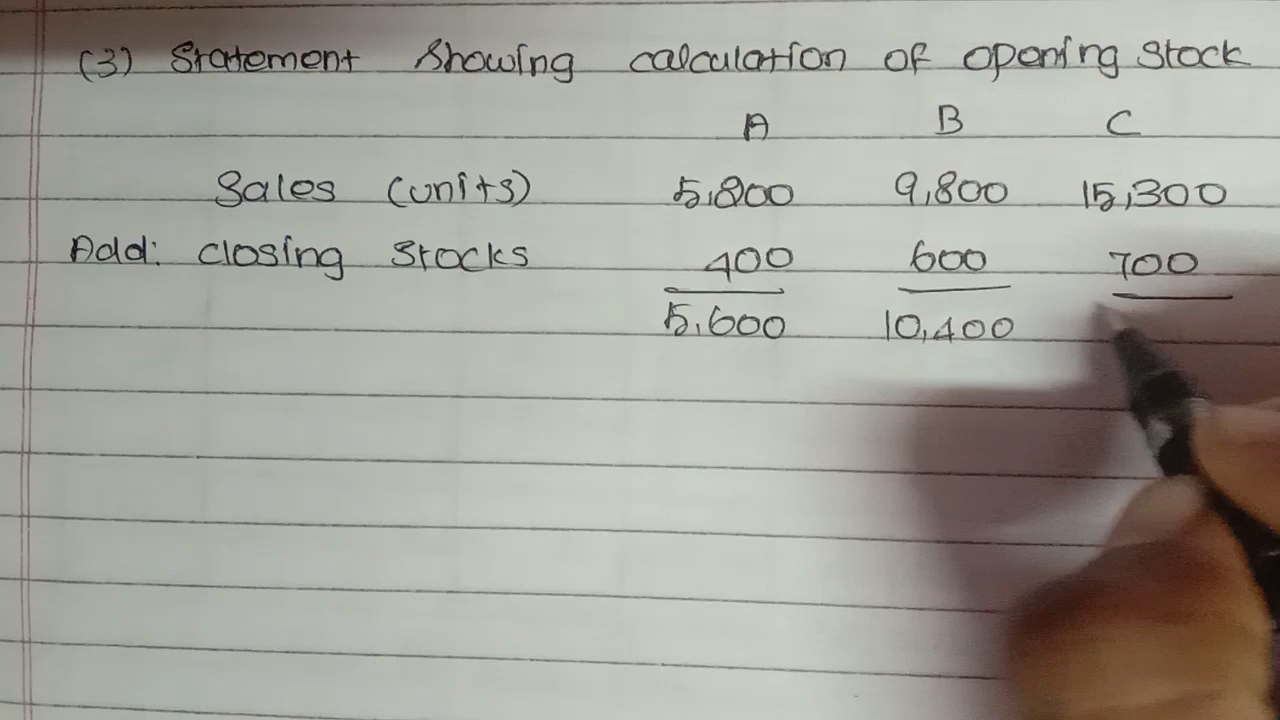 (3) Statement showing calculation of opening stock
A B C
Sales (units) 5,800 9,800 15,300
Add: closing stocks 400 600 700
5,600 10,400